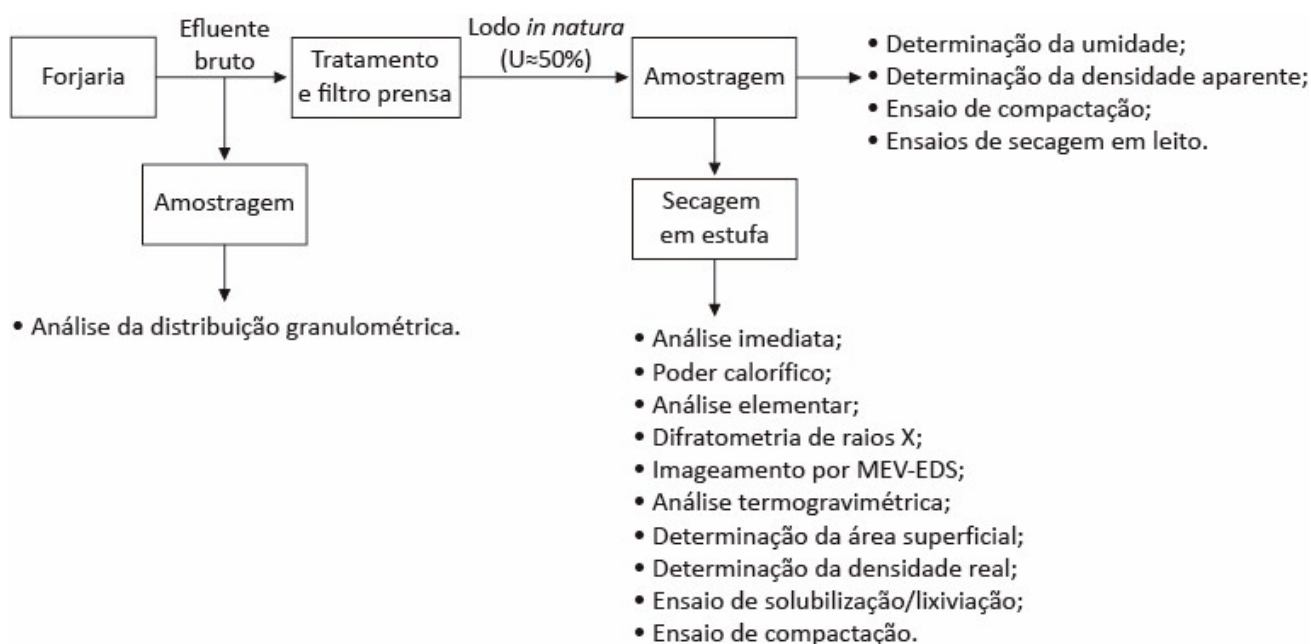 Forjaria
Efluente
bruto
Tratamento
e filtro prensa
Lodo in natura
(U≈50%)
Amostragem
• Determinação da umidade;
• Determinação da densidade aparente;
• Ensaio de compactação;
• Ensaios de secagem em leito.
Amostragem
• Análise da distribuição granulométrica.
Secagem
em estufa
• Análise imediata;
• Poder calorífico;
• Análise elementar;
• Difratometria de raios X;
• Imageamento por MEV-EDS;
• Análise termogravimétrica;
• Determinação da área superficial;
• Determinação da densidade real;
• Ensaio de solubilização/lixiviação;
• Ensaio de compactação.